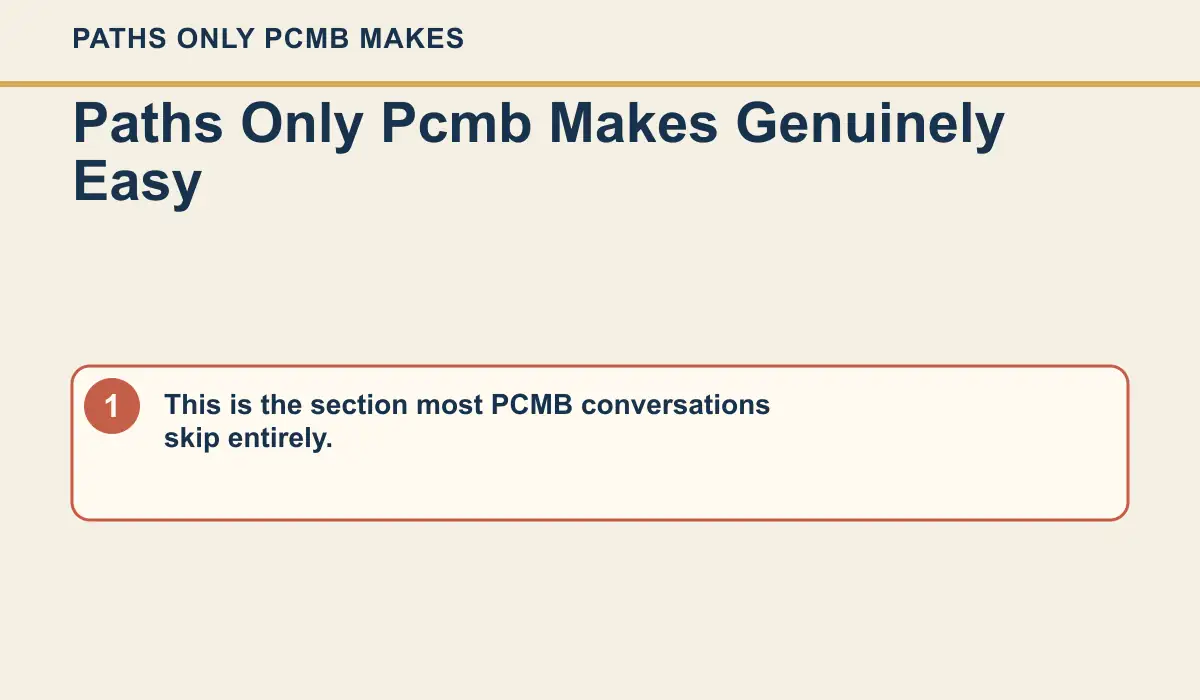 PATHS ONLY PCMB MAKES
Paths Only Pcmb Makes Genuinely
Easy
1
This is the section most PCMB conversations
skip entirely.